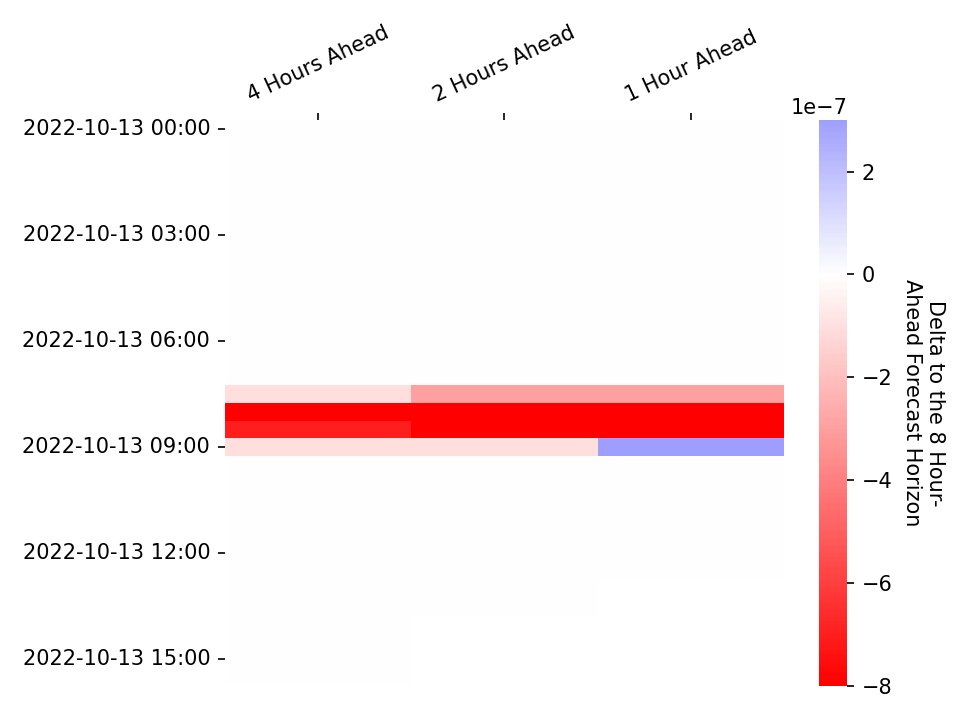 4 Hours Ahead
2 Hours Ahead
1 Hour Ahead
1e−7
2022-10-13 00:00
2022-10-13 03:00
2022-10-13 06:00
2022-10-13 09:00
2022-10-13 12:00
2022-10-13 15:00
2
0
−2
−4
−6
−8
Delta to the 8 Hour-
Ahead Forecast Horizon